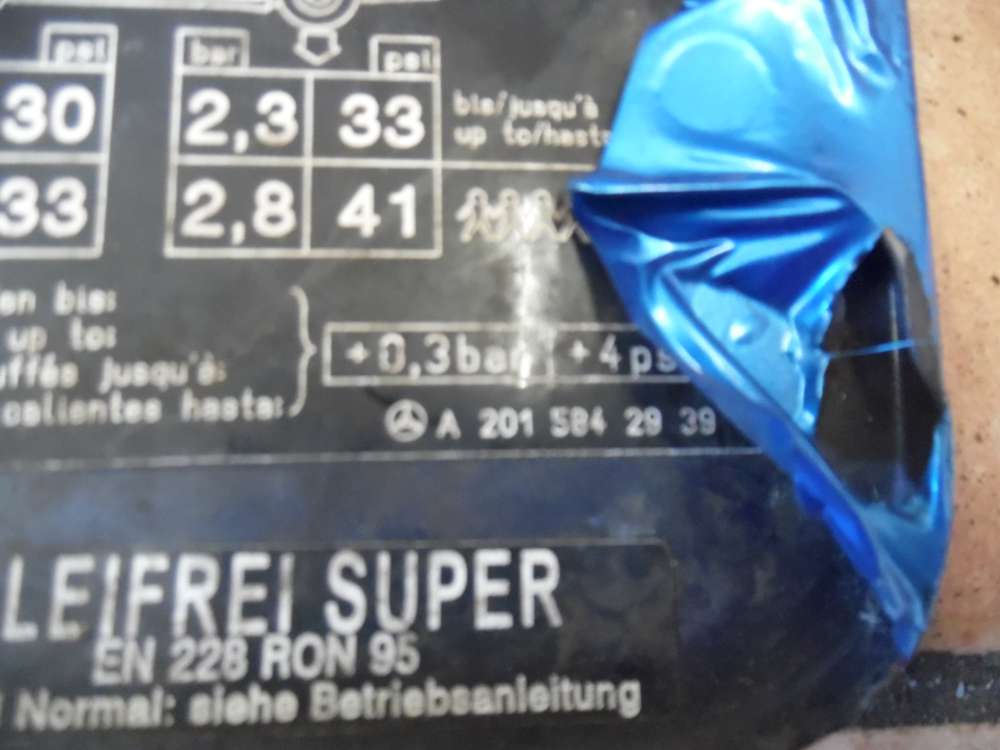 psi bar psi
30 2,3 33 bis/jusqu'à
up to/hasta
33 2,8 41
en bis:
up to:
uffés jusqu'à:
calientes hasta:
+0,3bar +4ps
A 201 584 29 39
LEIFREI SUPER
EN 228 RON 95
Normal: siehe Betriebsanleitung